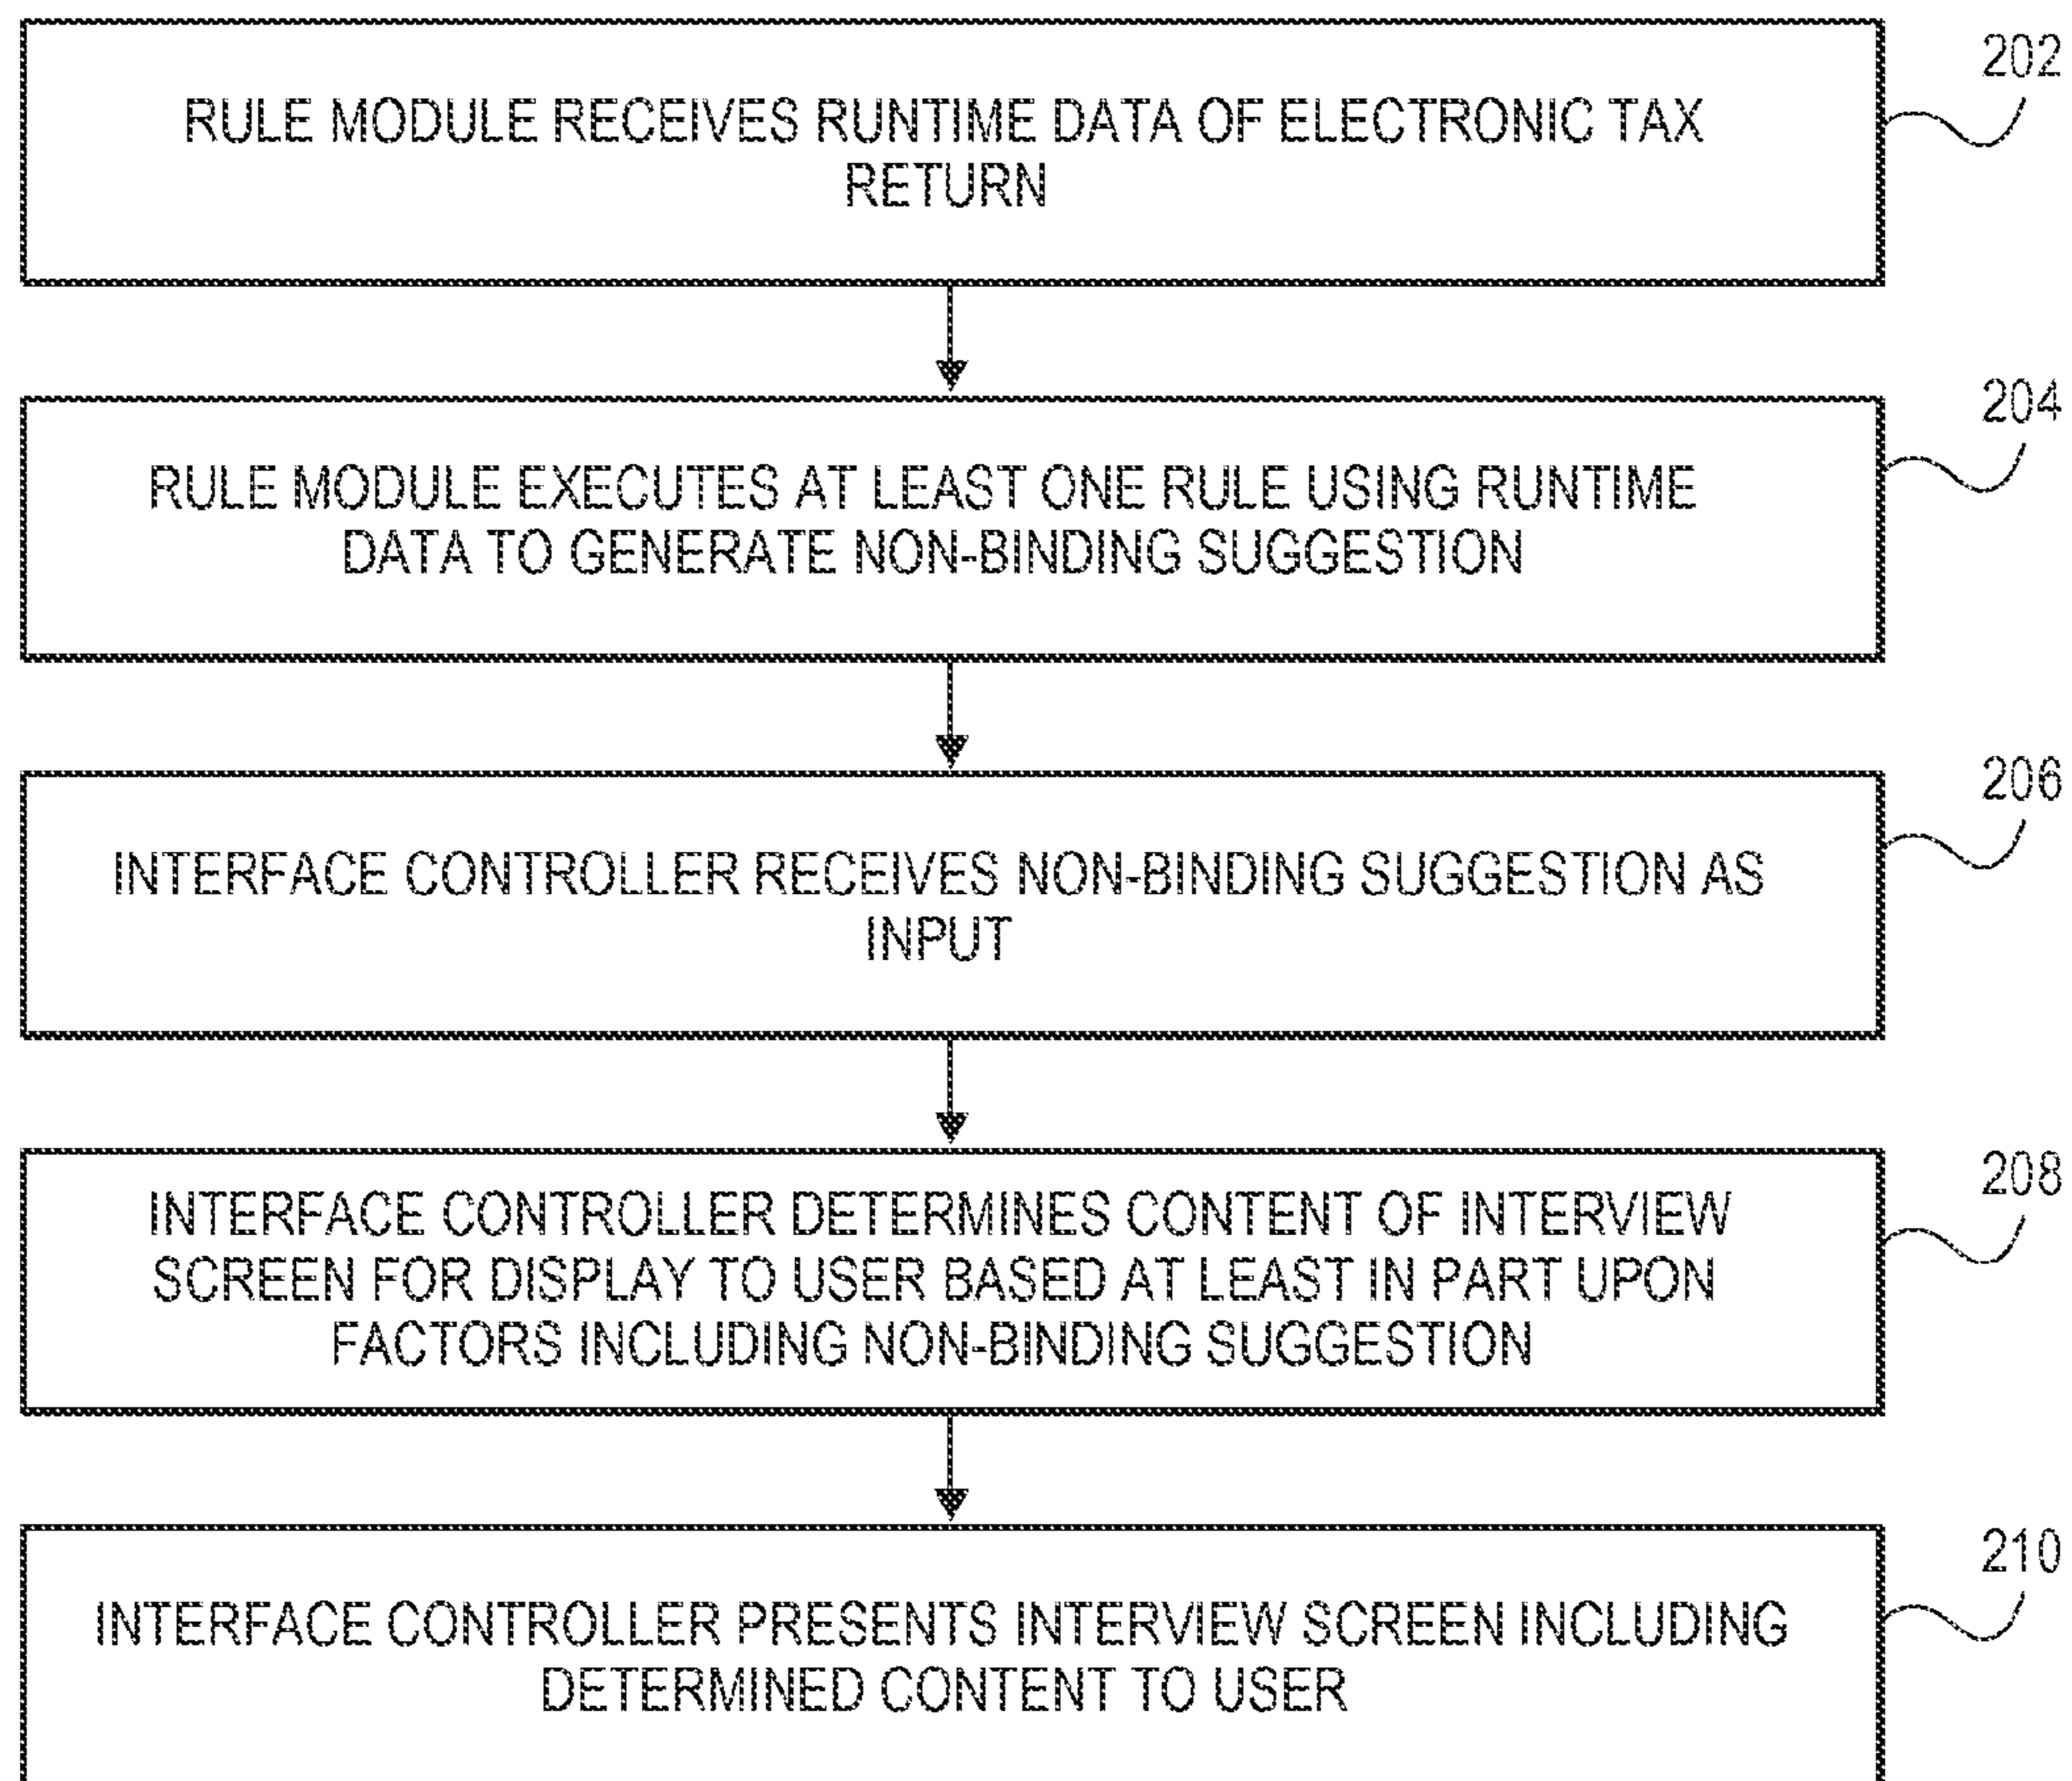 202
RULE MODULE RECEIVES RUNTIME DATA OF ELECTRONIC TAX
RETURN
204
RULE MODULE EXECUTES AT LEAST ONE RULE USING RUNTIME
DATA TO GENERATE NON-BINDING SUGGESTION
206
INTERFACE CONTROLLER RECEIVES NON-BINDING SUGGESTION AS
INPUT
208
INTERFACE CONTROLLER DETERMINES CONTENT OF INTERVIEW
SCREEN FOR DISPLAY TO USER BASED AT LEAST IN PART UPON
FACTORS INCLUDING NON-BINDING SUGGESTION
210
INTERFACE CONTROLLER PRESENTS INTERVIEW SCREEN INCLUDING
DETERMINED CONTENT TO USER